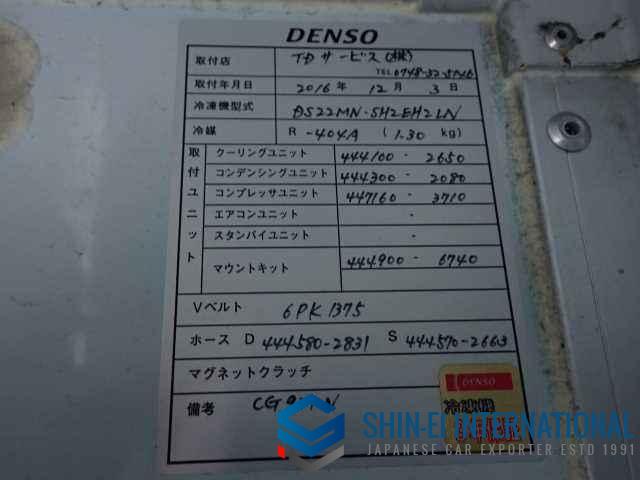 DENSO
取付店 TDサービス(株)
TEL 0748-52-
取付年月日 2016年 12月 3日
冷凍機型式 DS22MN-5H2EH2LN
冷媒 R-404A (1.30 kg)
取付ユニット
クーリングユニット 444100 - 2650
コンデンシングユニット 444300 - 2080
コンプレッサユニット 447160 - 3710
エアコンユニット -
スタンバイユニット -
マウントキット 444900 - 6740
Vベルト 6PK1375
ホース D 444580-2831 S 444570-2663
マグネットクラッチ
備考
DENSO
冷凍機
SHIN-EI INTERNATIONAL
JAPANESE CAR EXPORTER ESTD 1991